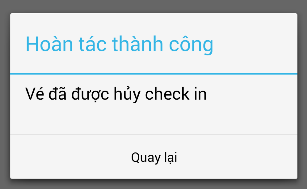 Hoàn tác thành công
Vé đã được hủy check in
Quay lại